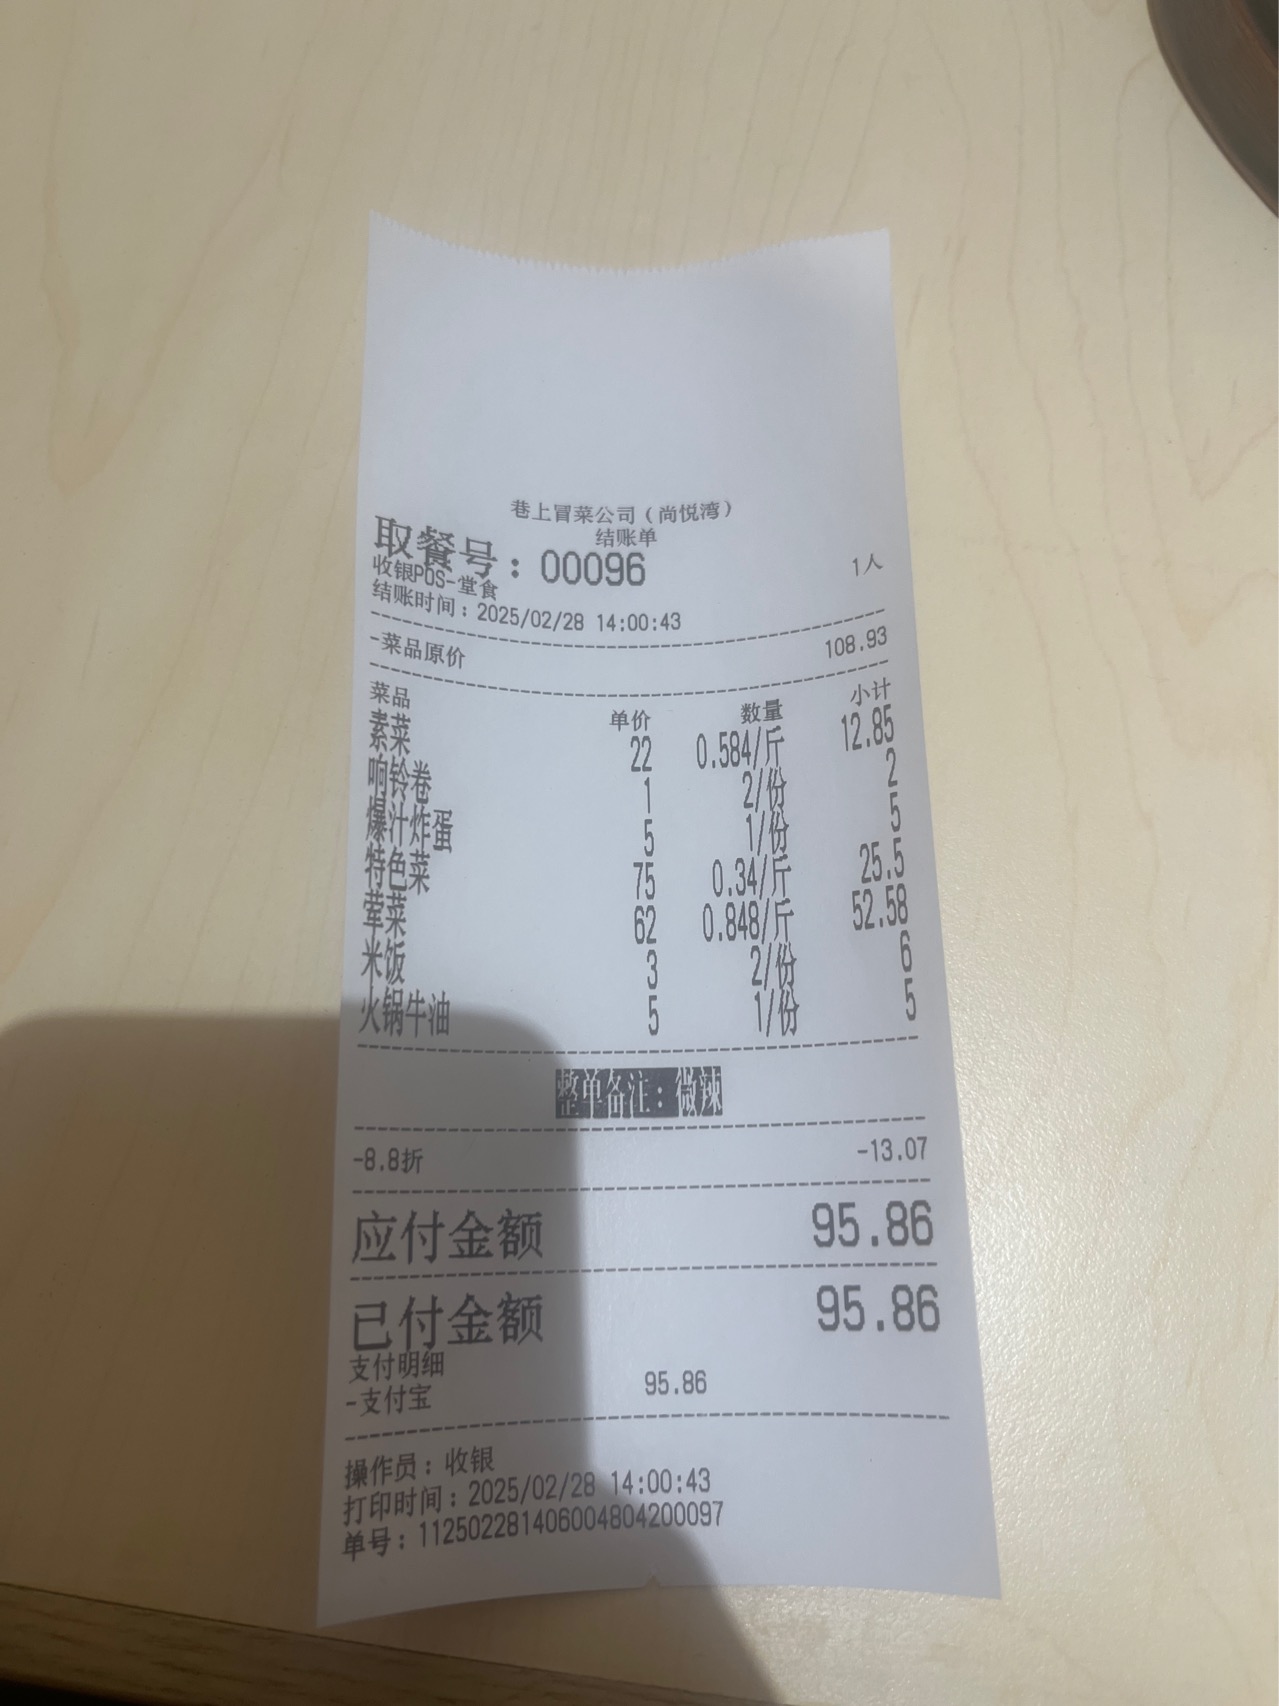 巷上冒菜公司（尚悦湾）
结账单
取餐号：00096
收银POS-堂食 1人
结账时间：2025/02/28 14:00:43
-菜品原价 108.93
菜品 单价 数量 小计
素菜 22 0.584/斤 12.85
响铃卷 1 2/份 2
爆汁炸蛋 5 1/份 5
特色菜 75 0.34/斤 25.5
荤菜 62 0.848/斤 52.58
米饭 3 2/份 6
火锅牛油 5 1/份 5
整单备注：微辣
-8.8折 -13.07
应付金额 95.86
已付金额 95.86
支付明细
-支付宝 95.86
操作员：收银
打印时间：2025/02/28 14:00:43
单号：112502281406004804200097